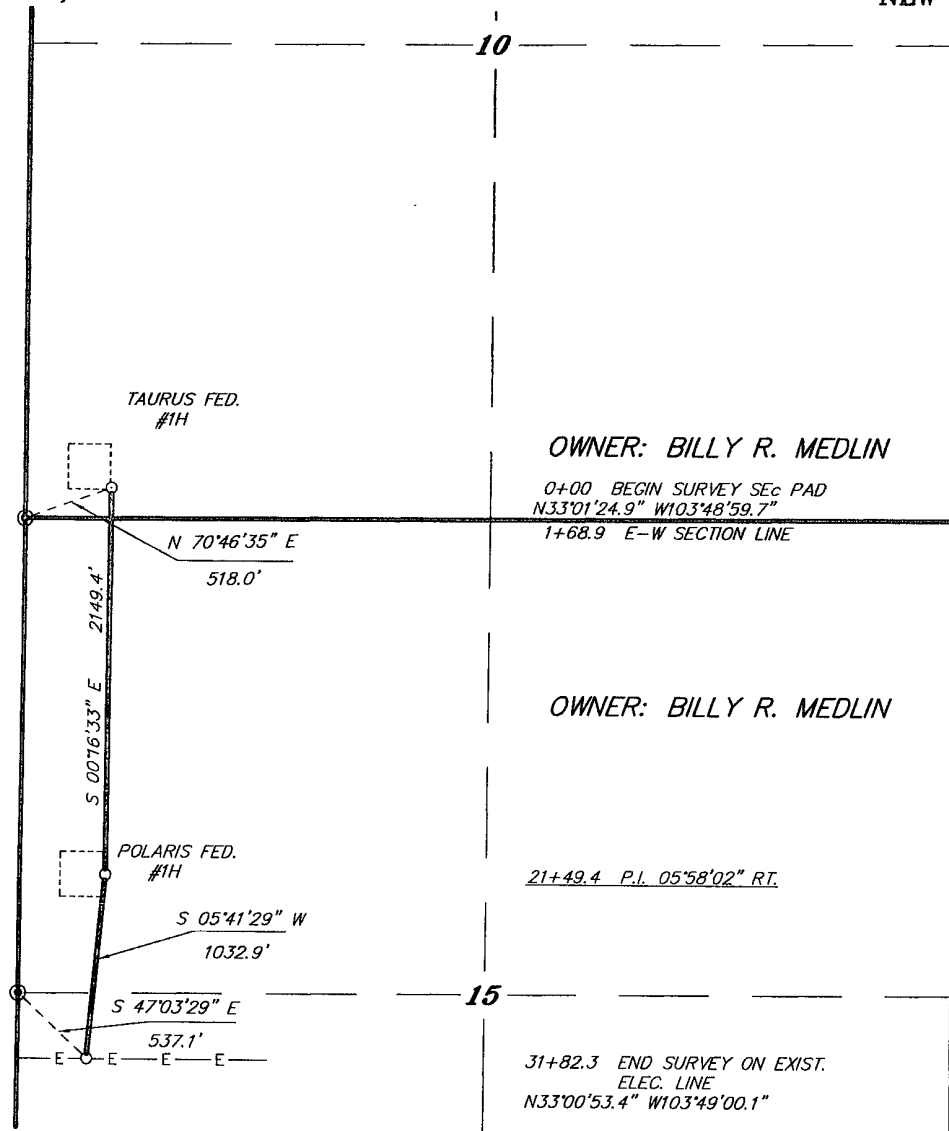 NEW
10
TAURUS FED.
#1H
OWNER: BILLY R. MEDLIN
0+00 BEGIN SURVEY SEc PAD
N33°01'24.9" W103°48'59.7"
1+68.9 E-W SECTION LINE
N 70°46'35" E
518.0'
S 00°16'33" E 2149.4'
OWNER: BILLY R. MEDLIN
POLARIS FED.
#1H
21+49.4 P.I. 05°58'02" RT.
S 05°41'29" W
1032.9'
15
S 47°03'29" E
537.1'
E E E E
31+82.3 END SURVEY ON EXIST.
ELEC. LINE
N33°00'53.4" W103°49'00.1"